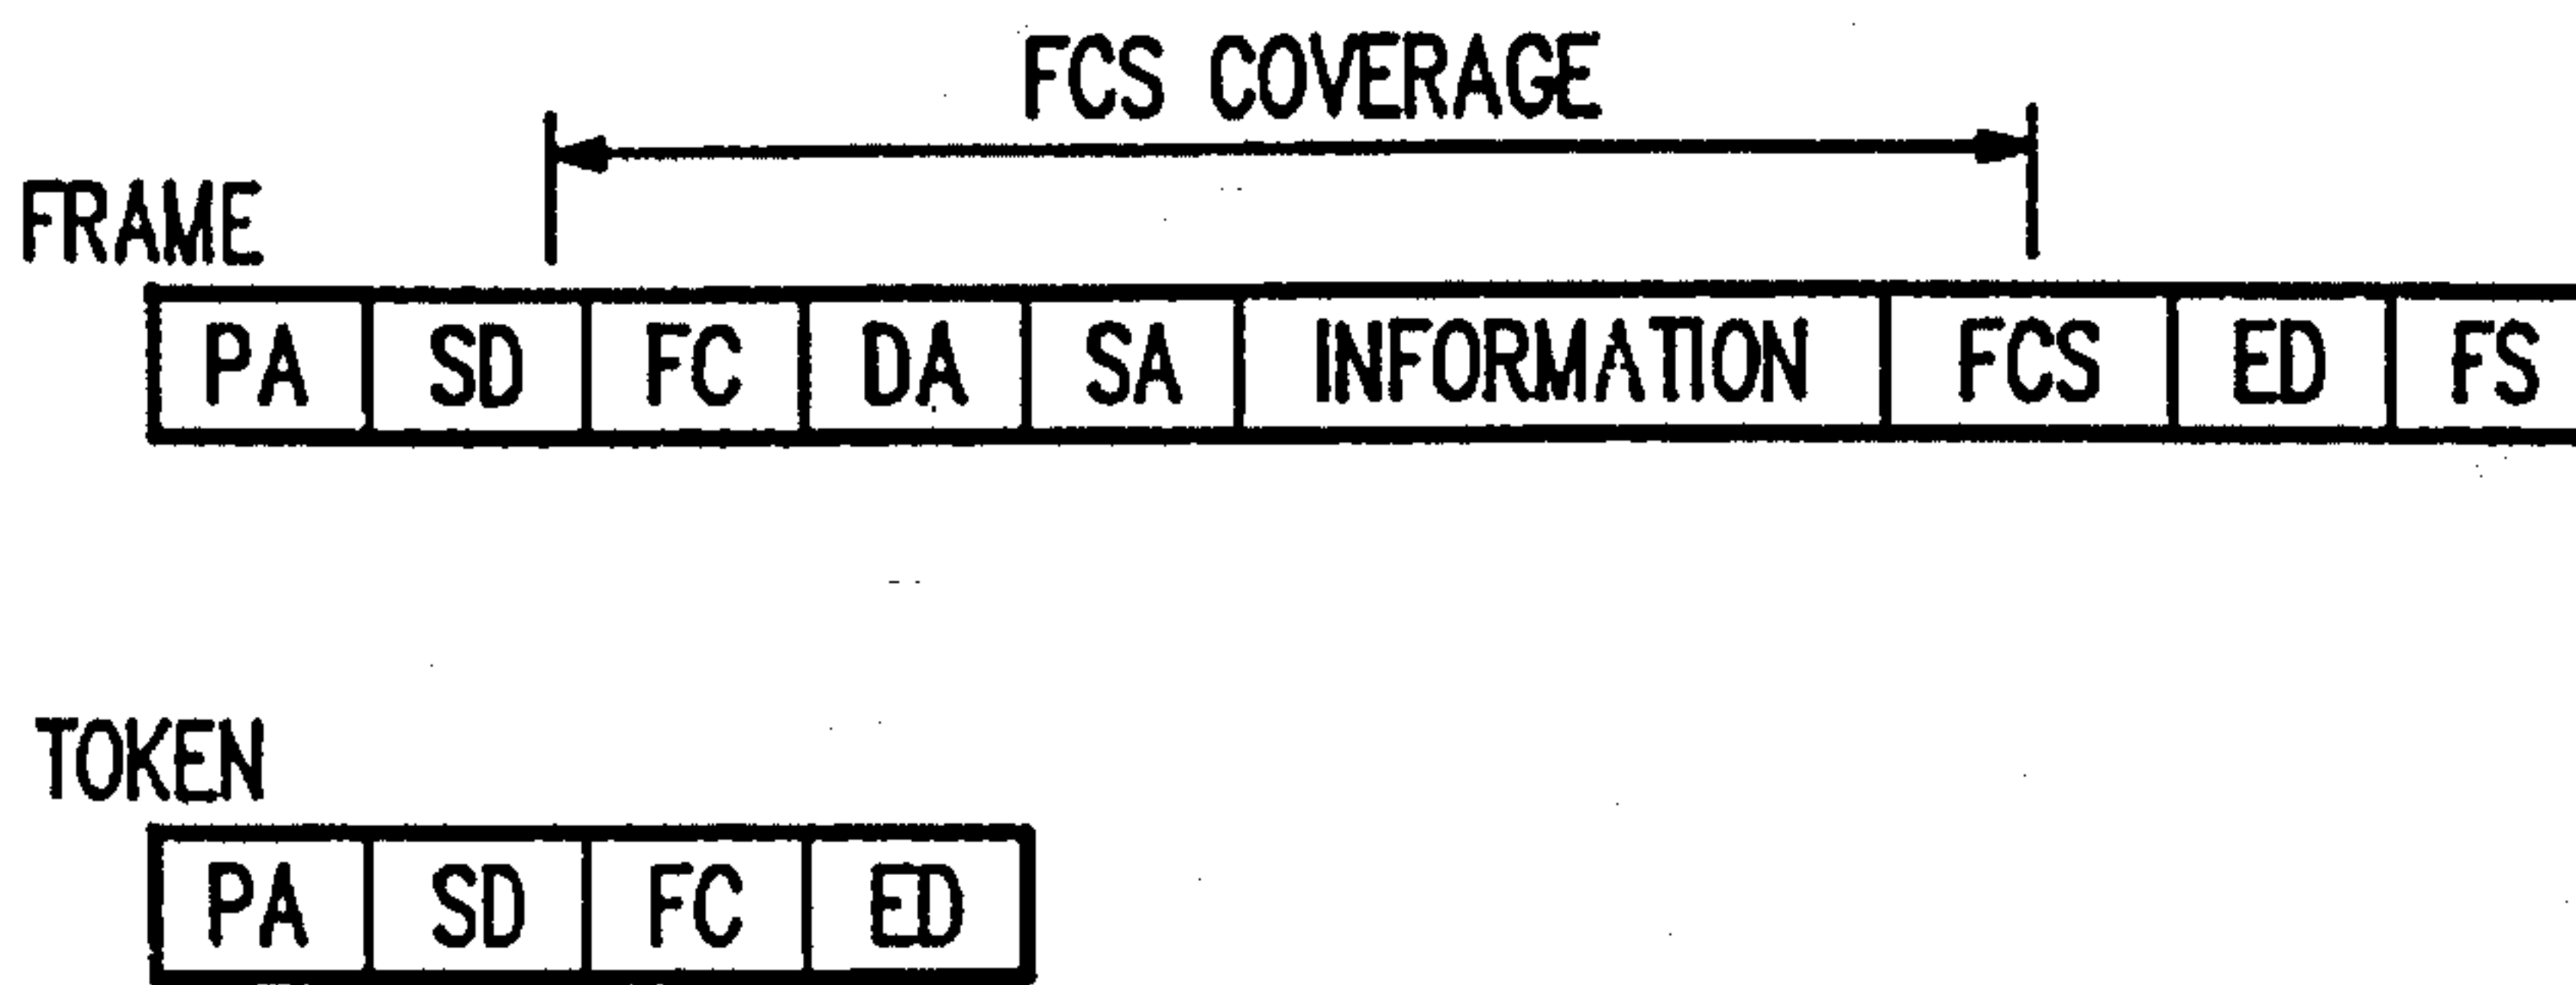 FCS COVERAGE
FRAME
PA SD FC DA SA INFORMATION FCS ED FS
TOKEN
PA SD FC ED